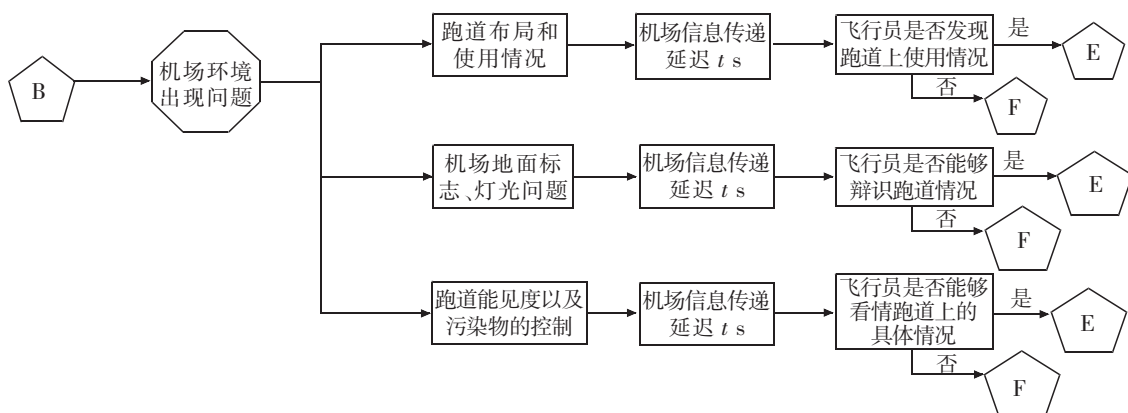 B
机场环境
出现问题
跑道布局和
使用情况
机场信息传递
延迟 t s
飞行员是否发现
跑道上使用情况
是
E
否
F
机场地面标
志、灯光问题
机场信息传递
延迟 t s
飞行员是否能够
辩识跑道情况
是
E
否
F
跑道能见度以及
污染物的控制
机场信息传递
延迟 t s
飞行员是否能够
看情跑道上的
具体情况
是
E
否
F